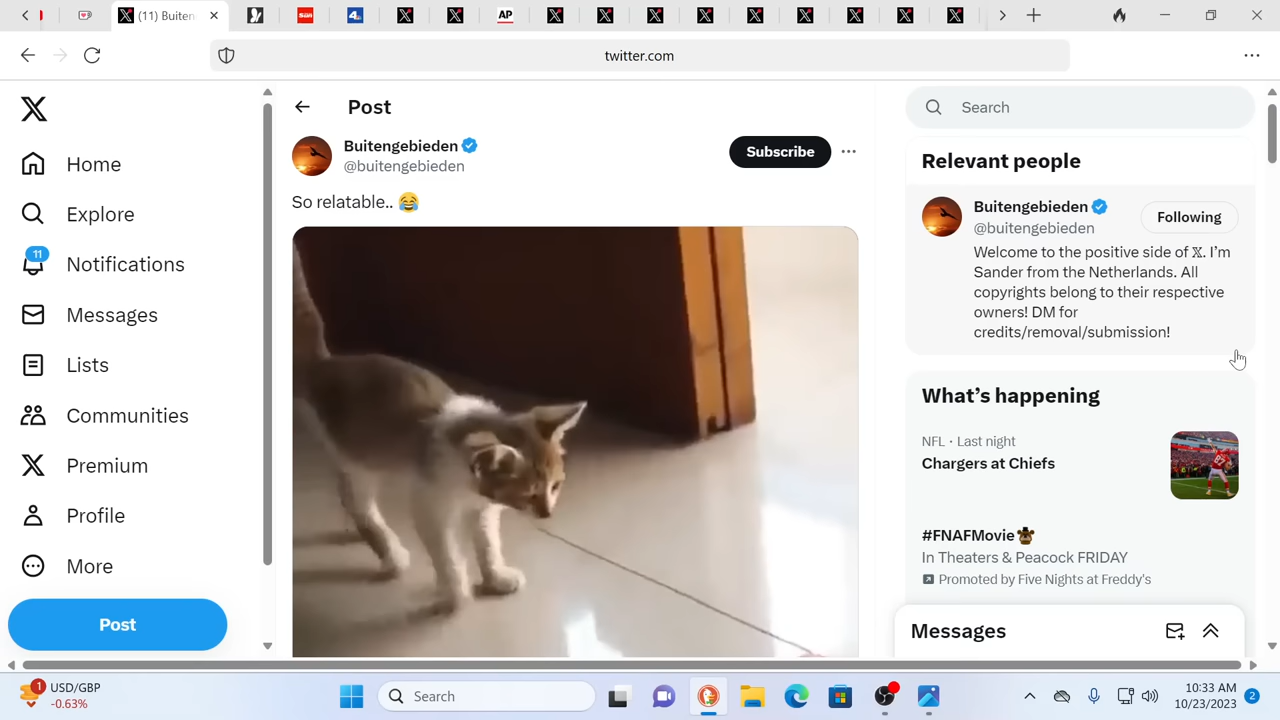 (11) Buiten
twitter.com
Post
Search
Buitengebieden
@buitengebieden
Subscribe
So relatable.. 😂
Home
Explore
11
Notifications
Messages
Lists
Communities
Premium
Profile
More
Post
Relevant people
Buitengebieden
Following
@buitengebieden
Welcome to the positive side of 𝕏. I'm
Sander from the Netherlands. All
copyrights belong to their respective
owners! DM for
credits/removal/submission!
What's happening
NFL · Last night
Chargers at Chiefs
#FNAFMovie
In Theaters & Peacock FRIDAY
Promoted by Five Nights at Freddy's
Messages
1
USD/GBP
-0.63%
Search
10:33 AM
10/23/2023
2
AP